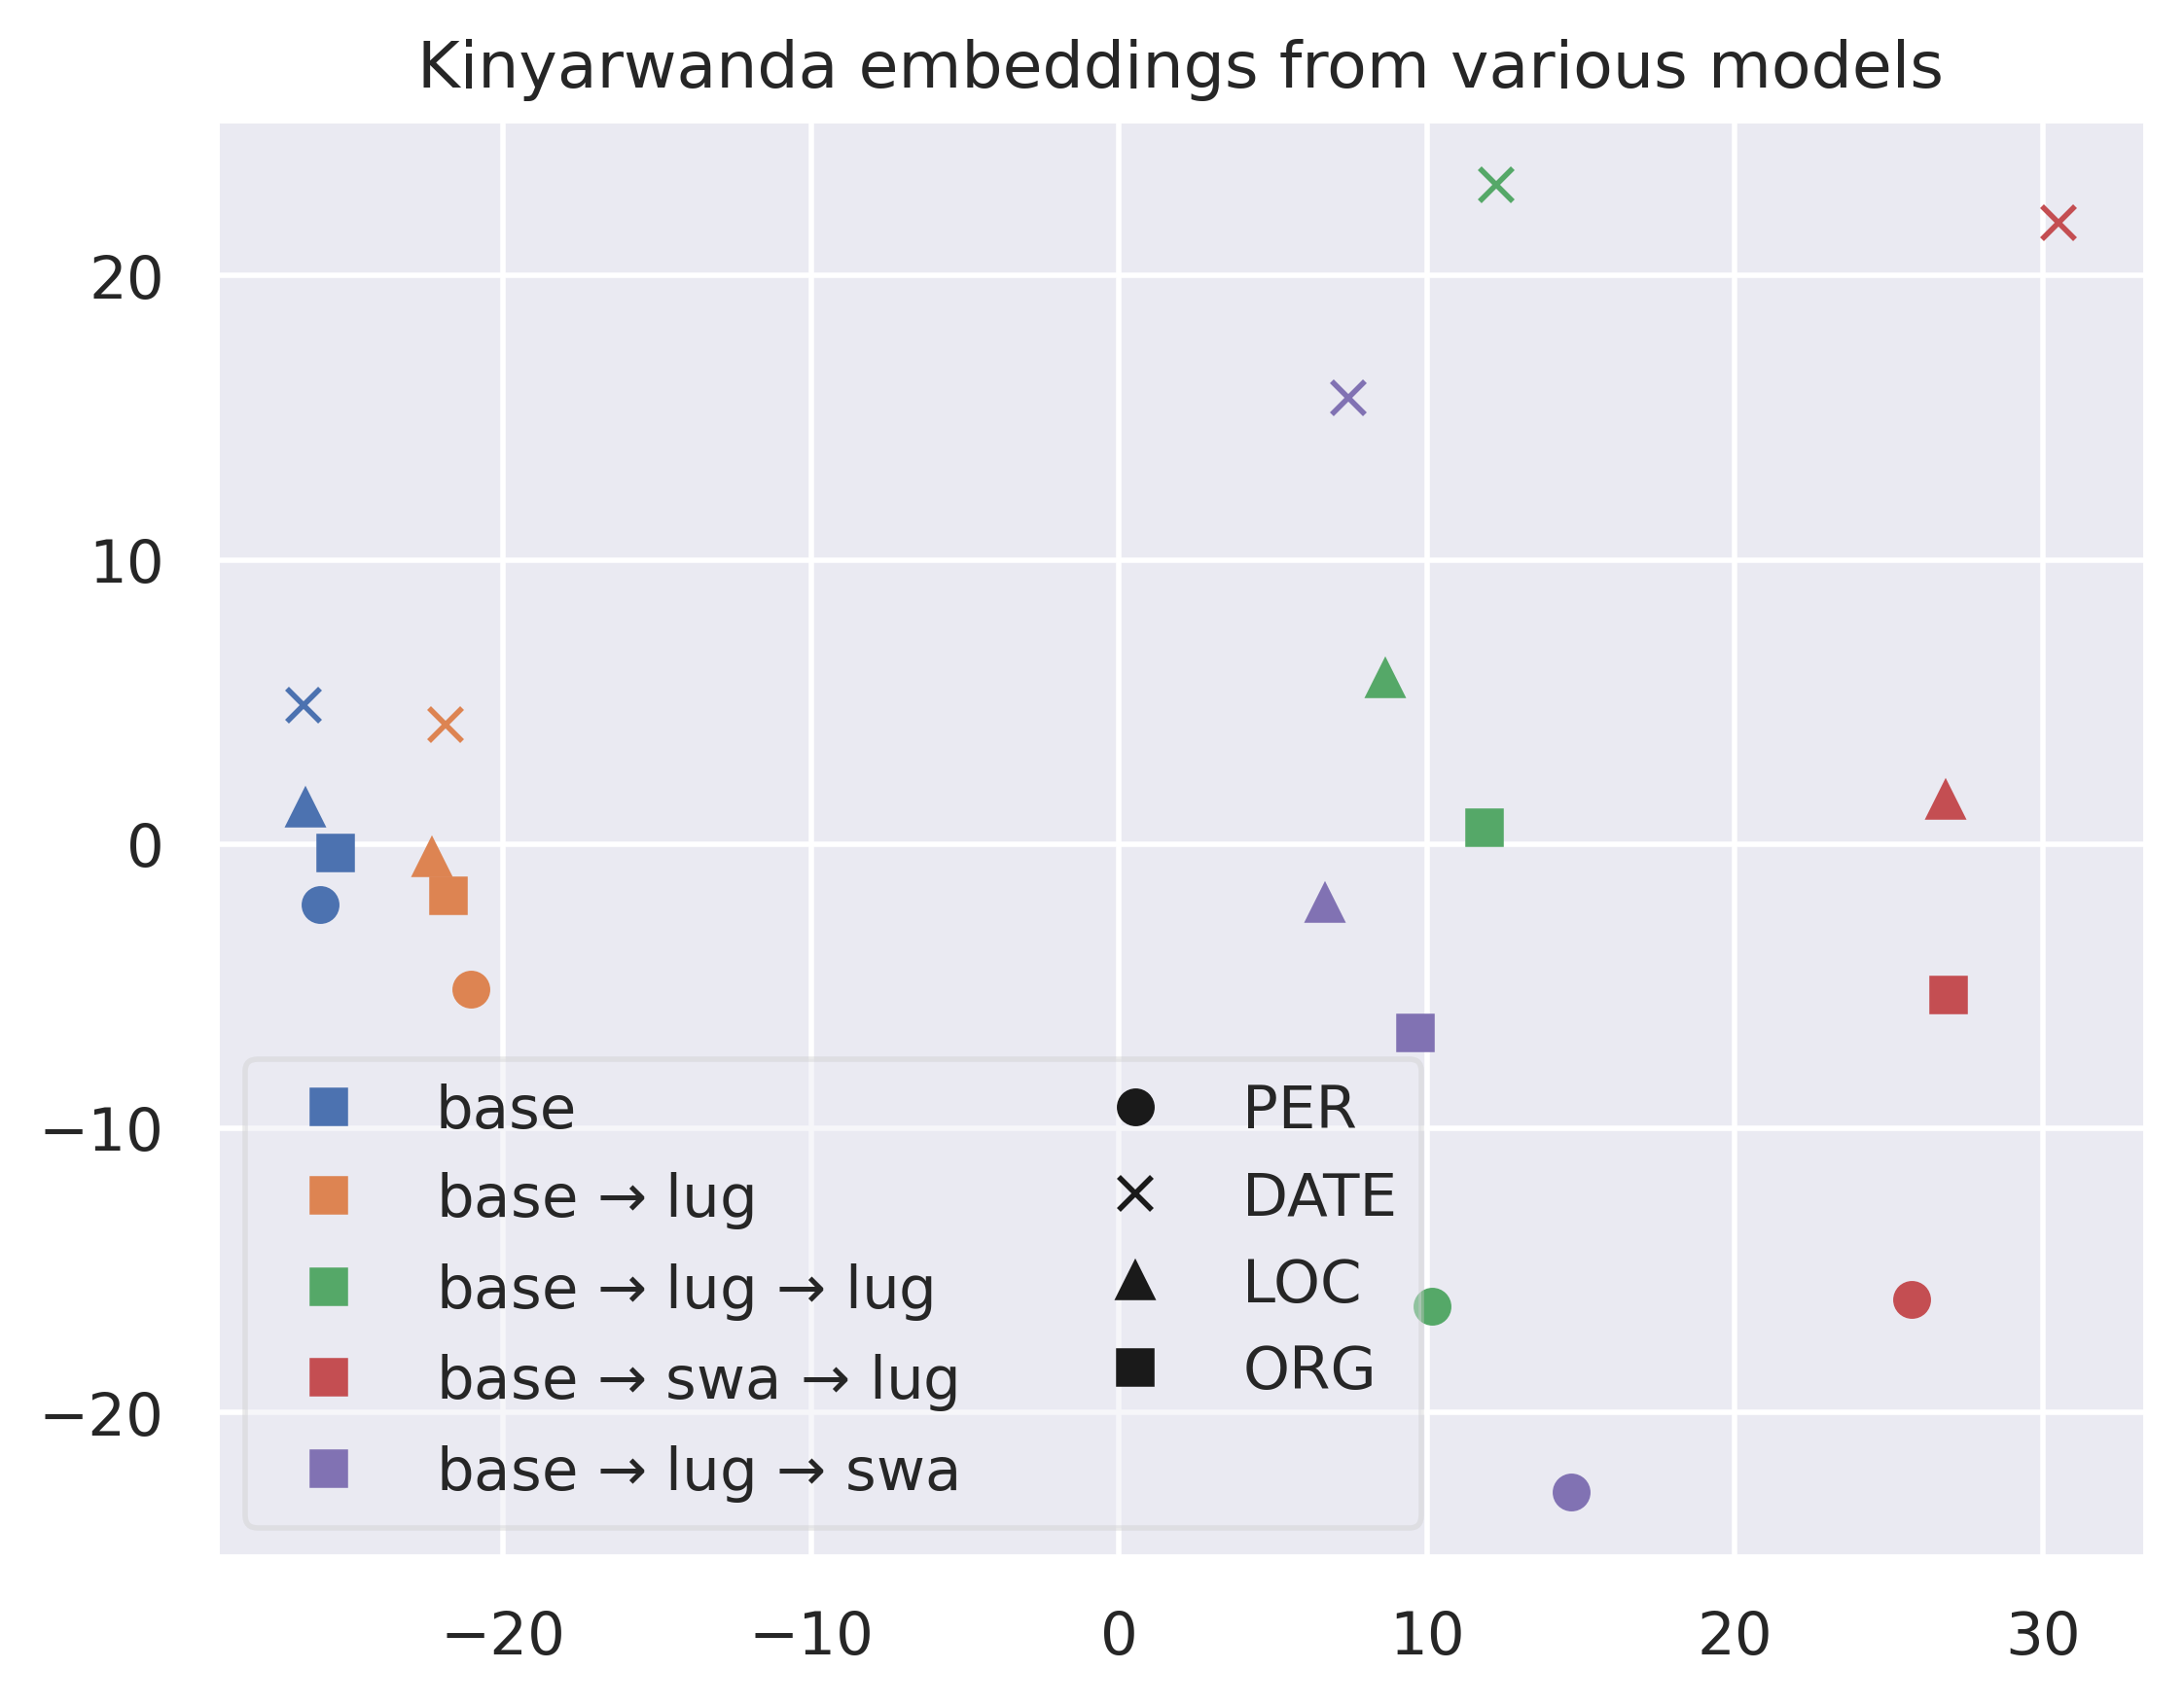 Kinyarwanda embeddings from various models
20
10
0
−10
−20
base
base → lug
base → lug → lug
base → swa → lug
base → lug → swa
PER
DATE
LOC
ORG
−20 −10 0 10 20 30